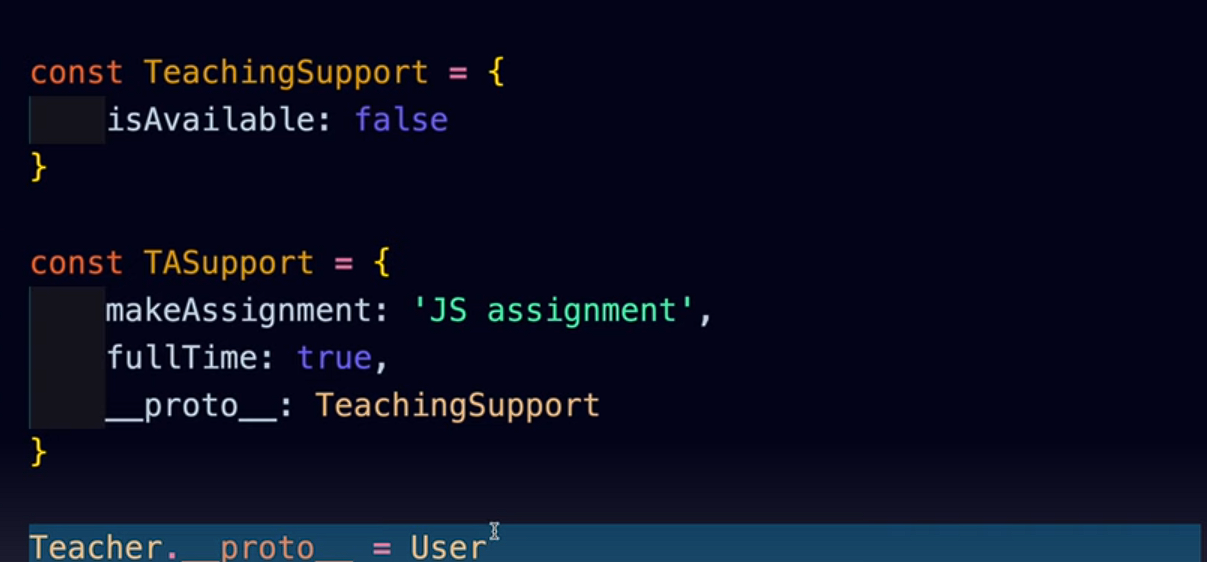 const TeachingSupport = {
isAvailable: false
}
const TASupport = {
makeAssignment: 'JS assignment',
fullTime: true,
__proto__: TeachingSupport
}
Teacher.__proto__ = User